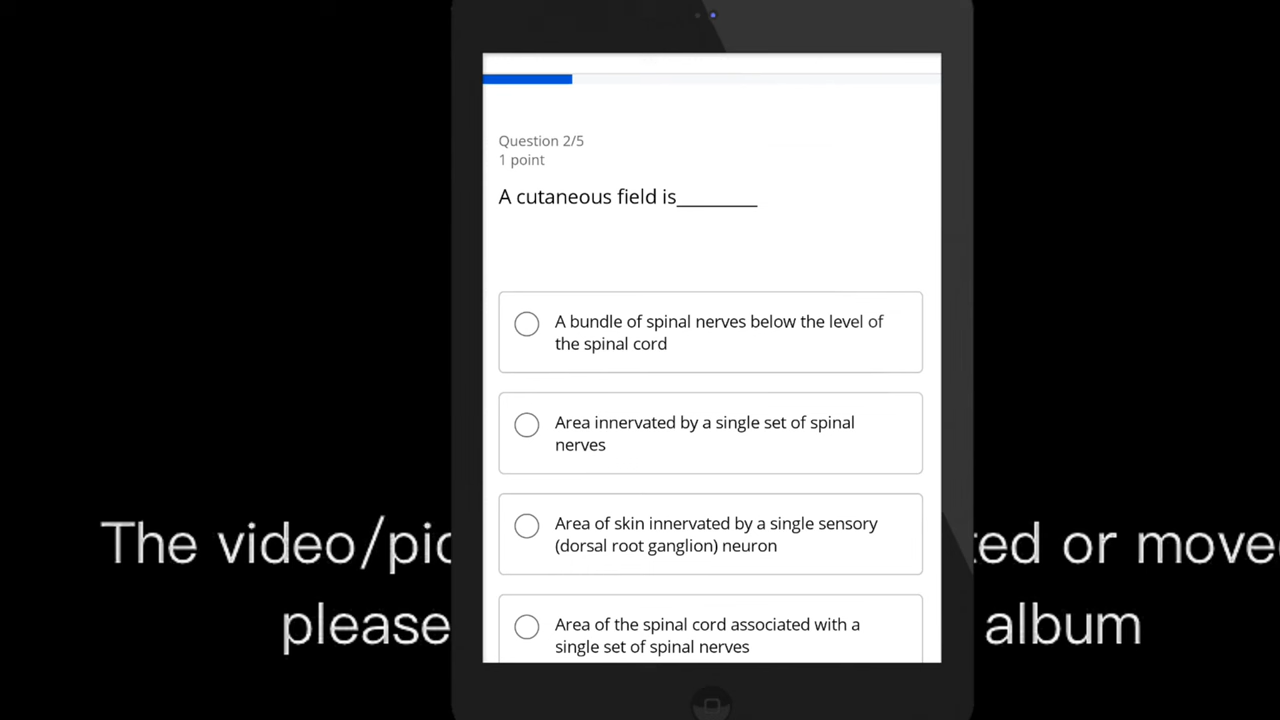 Question 2/5
1 point
A cutaneous field is_________
A bundle of spinal nerves below the level of
the spinal cord
Area innervated by a single set of spinal
nerves
Area of skin innervated by a single sensory
(dorsal root ganglion) neuron
Area of the spinal cord associated with a
single set of spinal nerves
The video/pic
ted or move
please
album